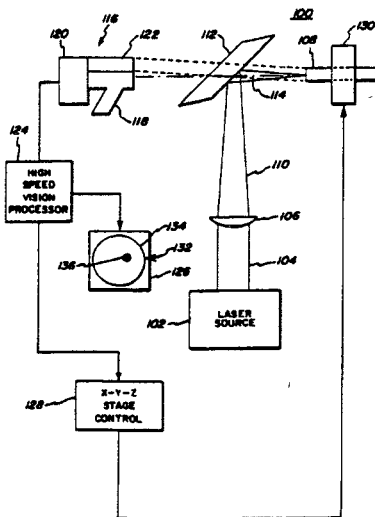 100
116
120
122
112
108
130
114
118
124
HIGH
SPEED
VISION
PROCESSOR
110
134
132
136
126
106
104
102
LASER
SOURCE
X-Y-Z
STAGE
CONTROL
128